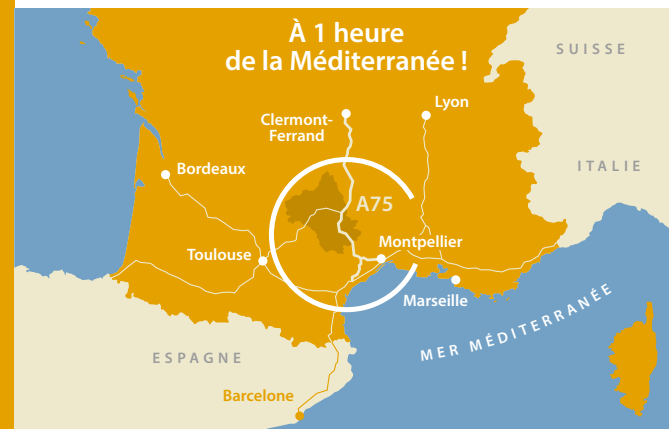 À 1 heure
de la Méditerranée !
SUISSE
Clermont-
Ferrand
Lyon
Bordeaux
ITALIE
A75
Toulouse
Montpellier
Marseille
MER MÉDITERRANÉE
ESPAGNE
Barcelone